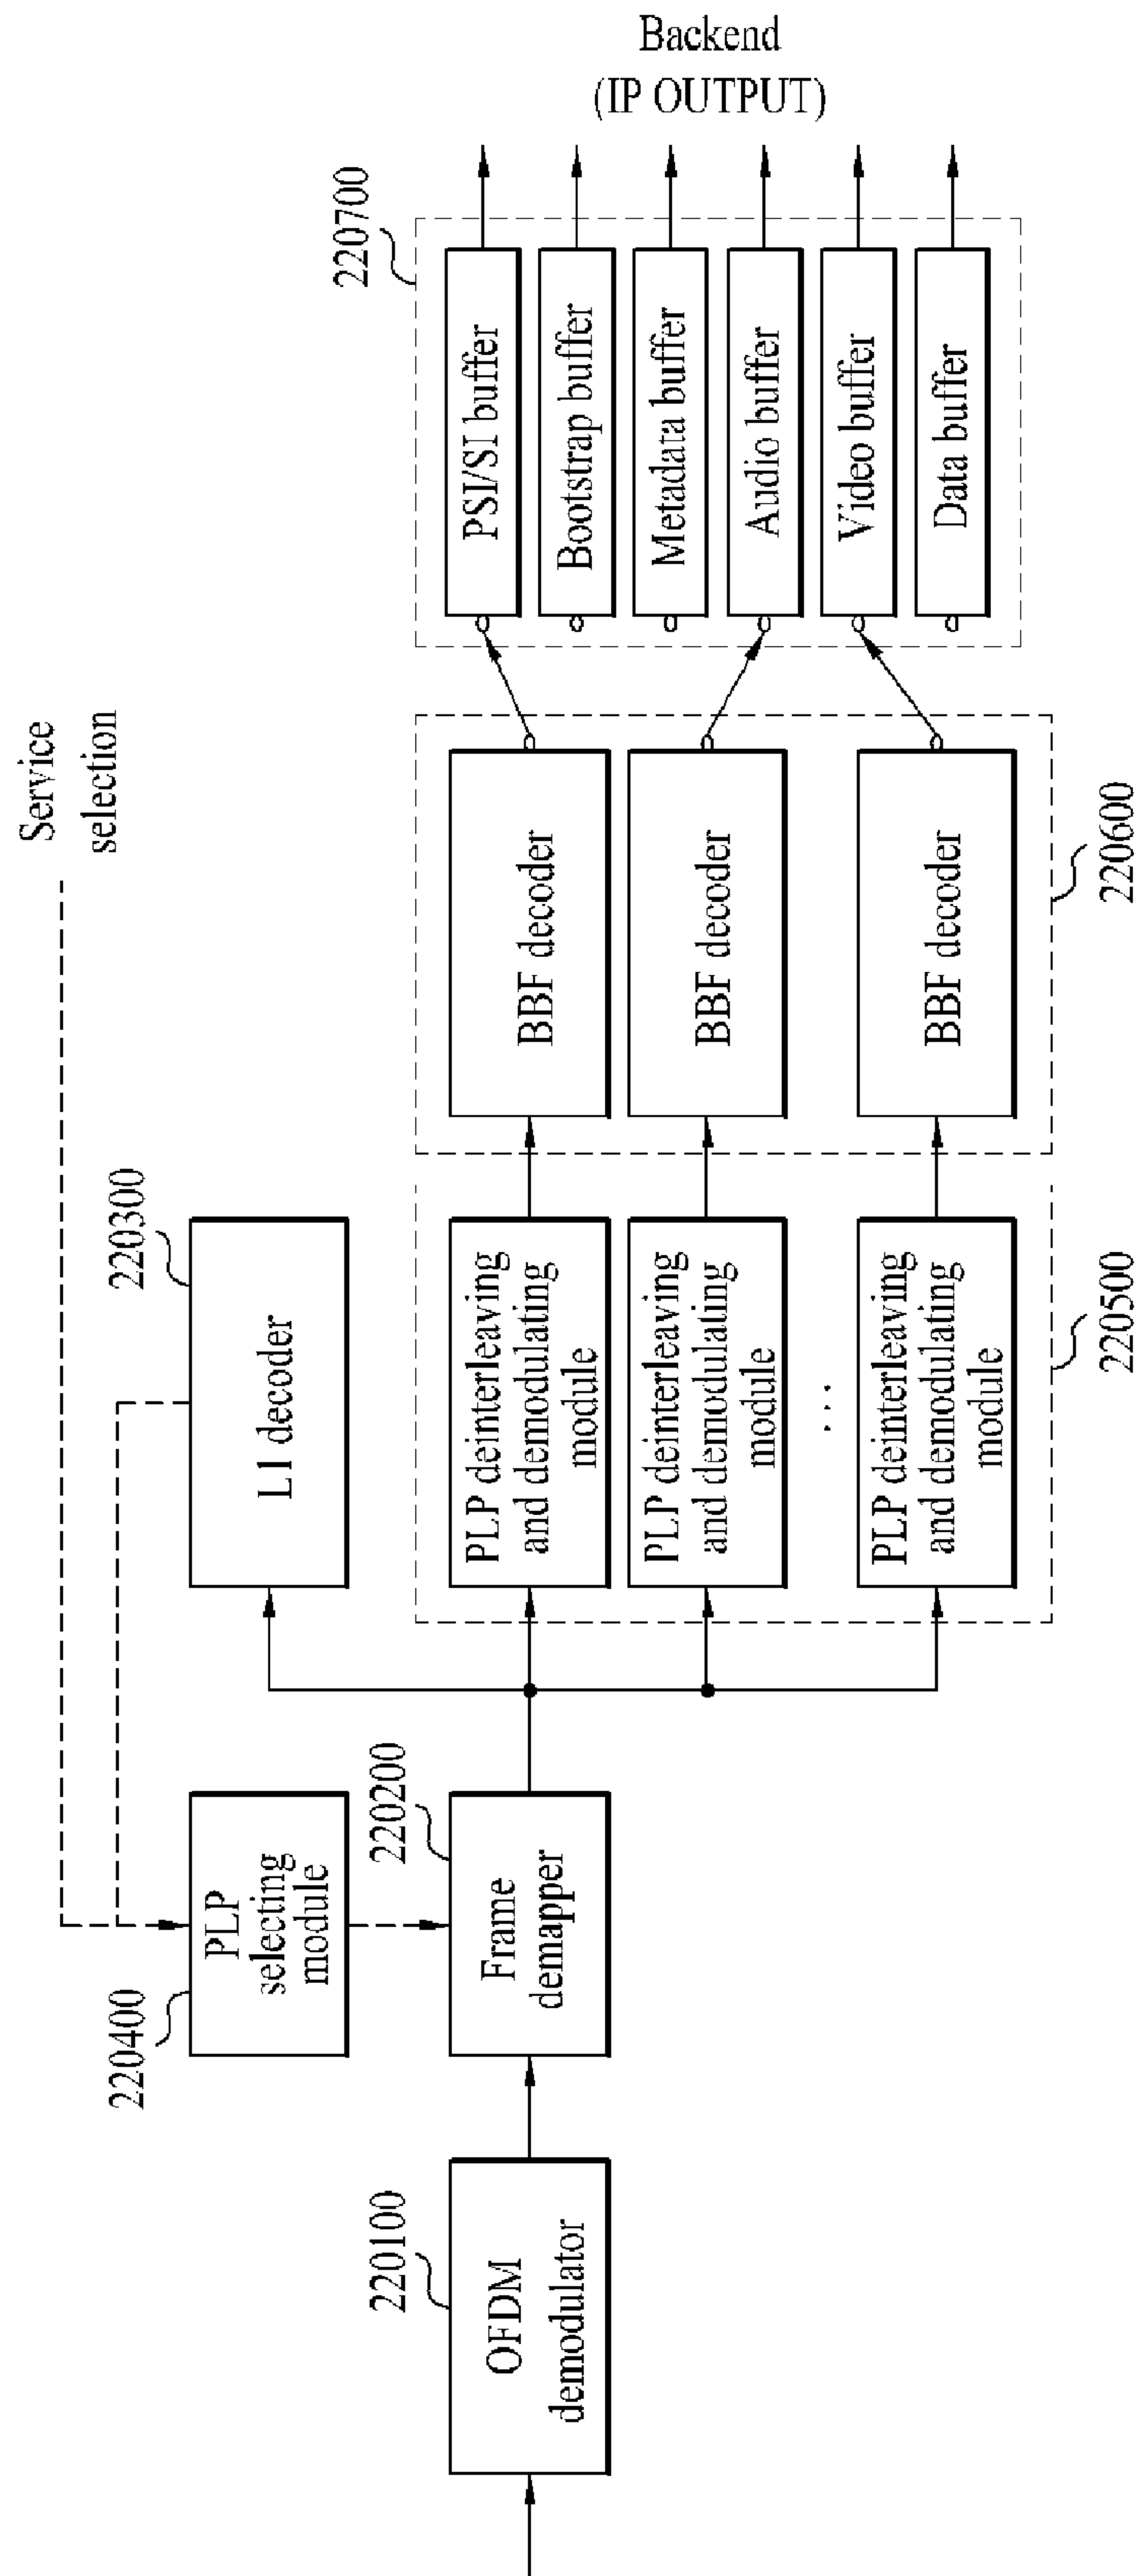 Service
selection
220400
PLP
selecting
module
220300
L1 decoder
220100
OFDM
demodulator
220200
Frame
demapper
PLP deinterleaving
and demodulating
module
PLP deinterleaving
and demodulating
module
...
PLP deinterleaving
and demodulating
module
220500
BBF decoder
BBF decoder
BBF decoder
220600
220700
PSI/SI buffer
Bootstrap buffer
Metadata buffer
Audio buffer
Video buffer
Data buffer
Backend
(IP OUTPUT)